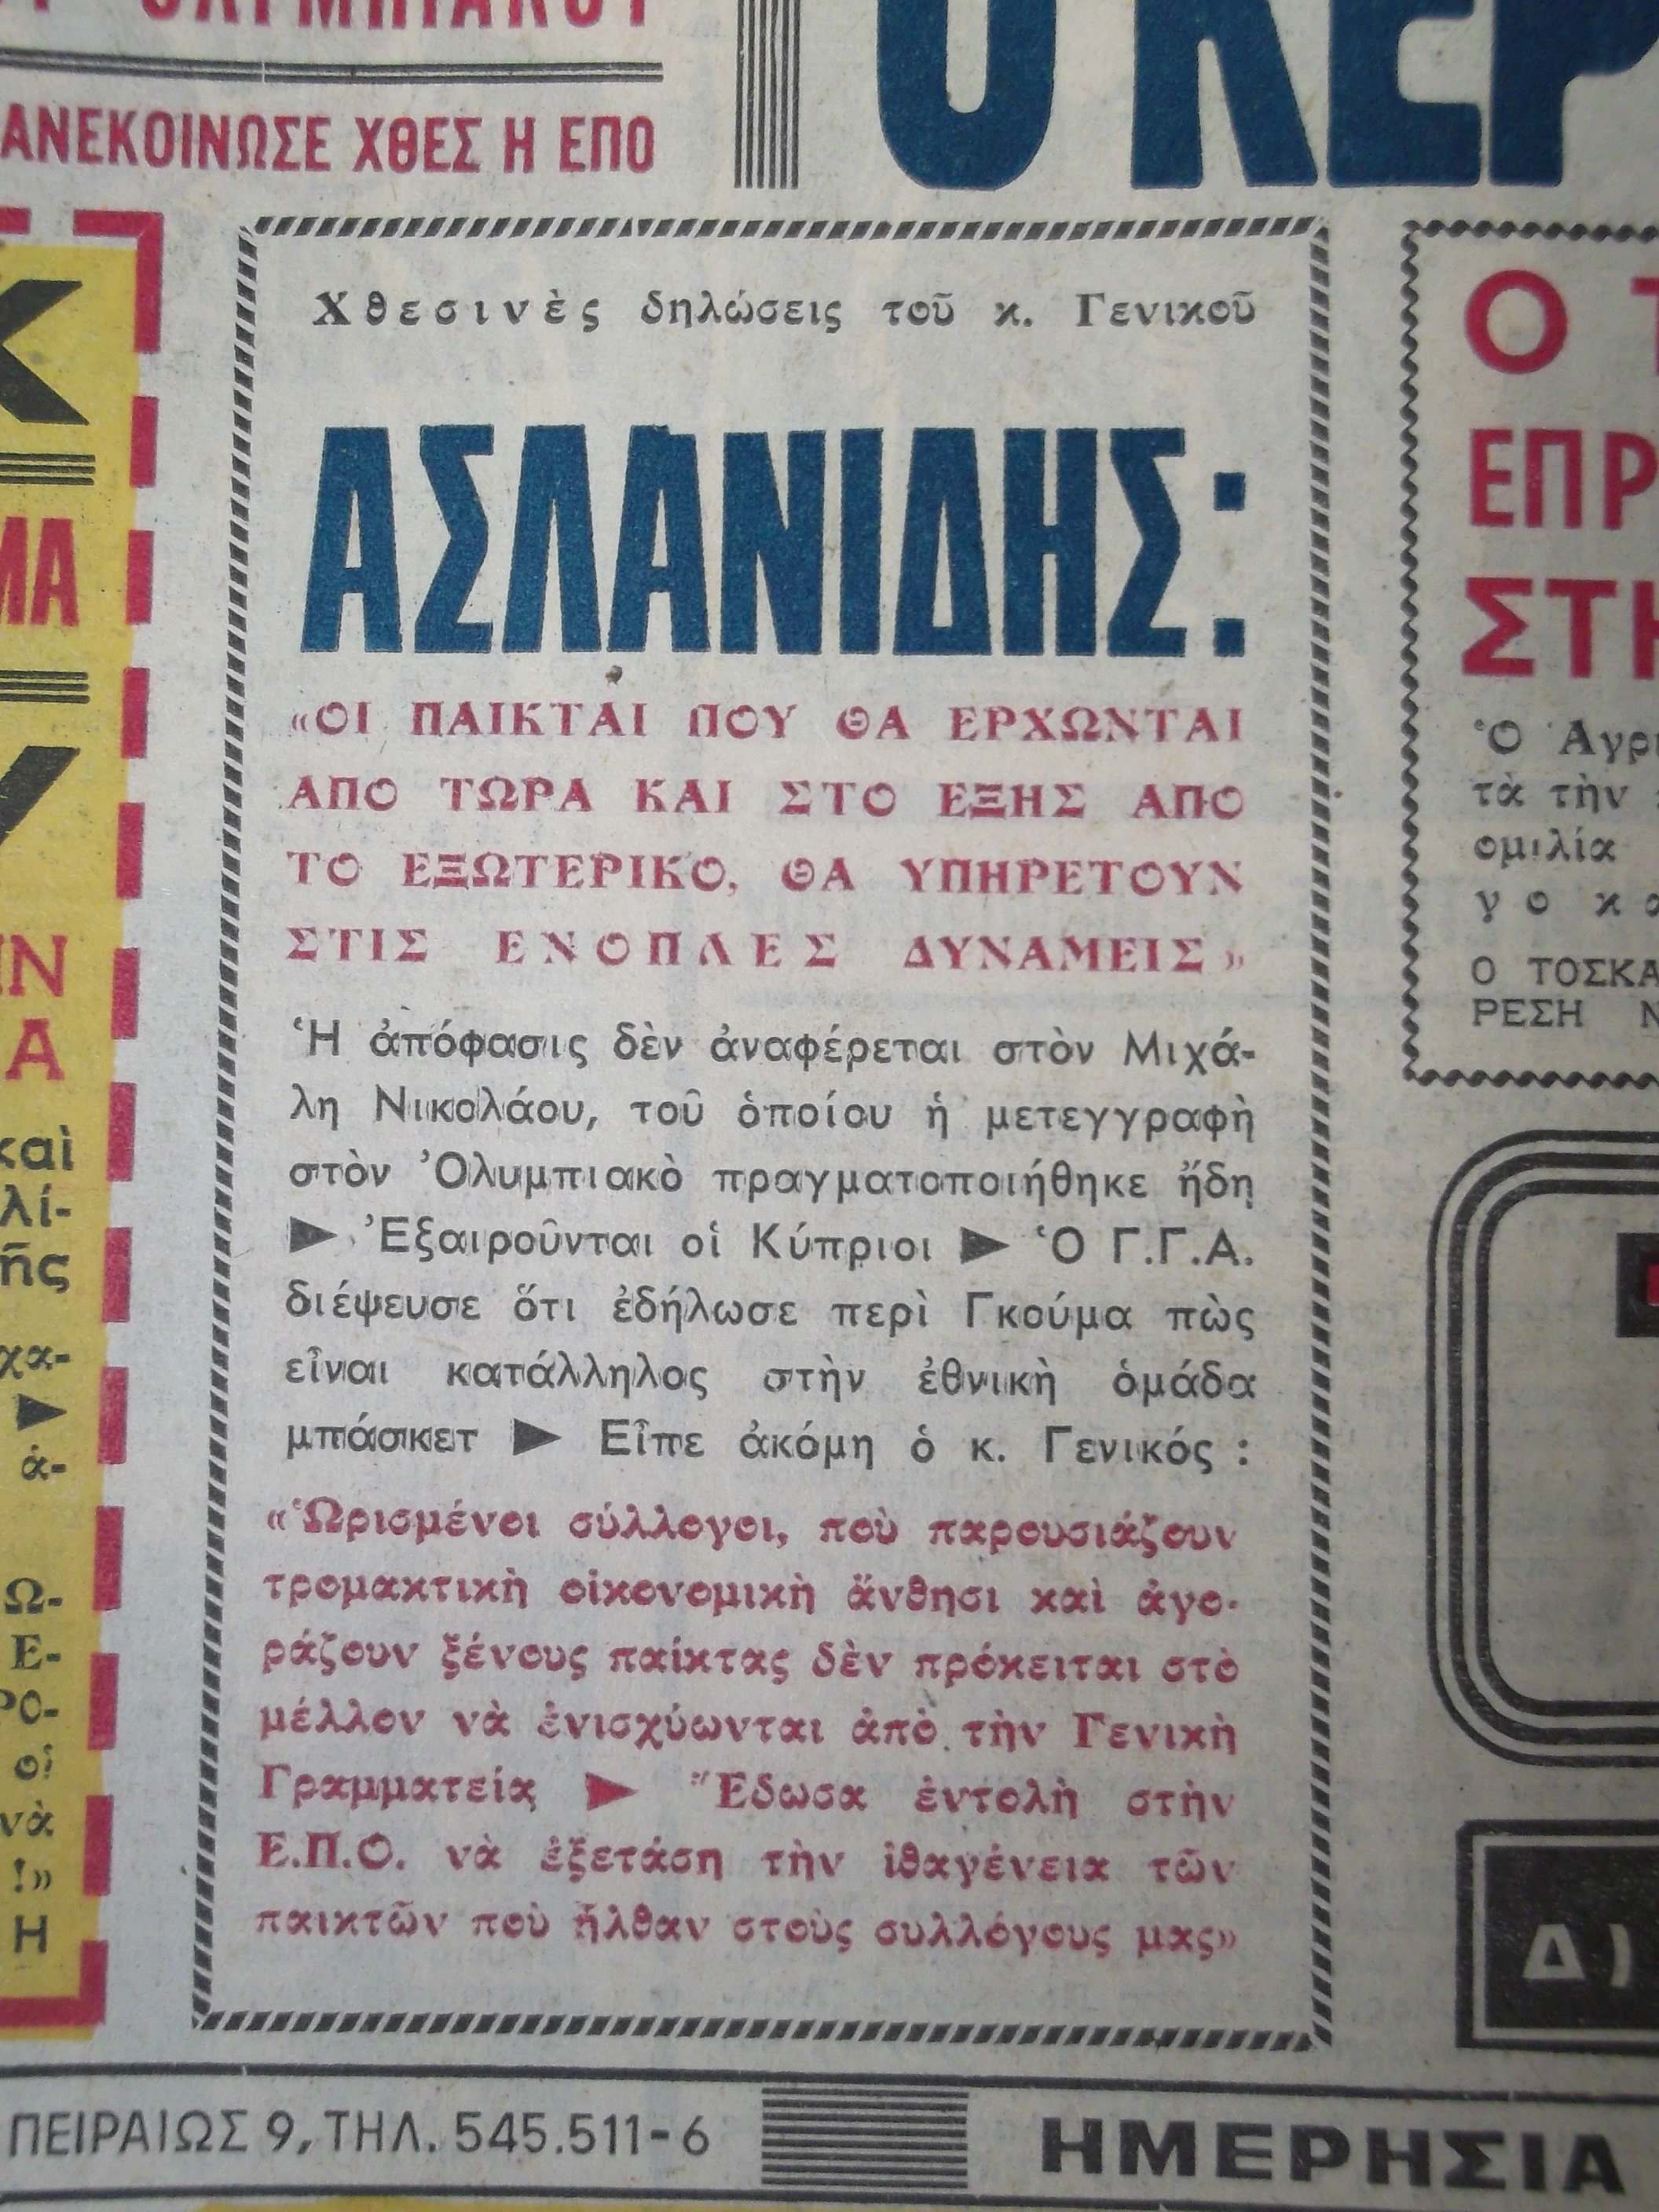 ΑΝΕΚΟΙΝΩΣΕ ΧΘΕΣ Η ΕΠΟ
Ο ΚΕΡ
Χθεσινὲς δηλώσεις τοῦ κ. Γενικοῦ
ΑΣΛΑΝΙΔΗΣ:
«ΟΙ ΠΑΙΚΤΑΙ ΠΟΥ ΘΑ ΕΡΧΩΝΤΑΙ
ΑΠΟ ΤΩΡΑ ΚΑΙ ΣΤΟ ΕΞΗΣ ΑΠΟ
ΤΟ ΕΞΩΤΕΡΙΚΟ, ΘΑ ΥΠΗΡΕΤΟΥΝ
ΣΤΙΣ ΕΝΟΠΛΕΣ ΔΥΝΑΜΕΙΣ»
Ἡ ἀπόφασις δὲν ἀναφέρεται στὸν Μιχά-
λη Νικολάου, τοῦ ὁποίου ἡ μετεγγραφὴ
στὸν Ὀλυμπιακὸ πραγματοποιήθηκε ἤδη
▶ Ἐξαιροῦνται οἱ Κύπριοι ▶ Ὁ Γ.Γ.Α.
διέψευσε ὅτι ἐδήλωσε περὶ Γκούμα πὼς
εἶναι κατάλληλος στὴν ἐθνικὴ ὁμάδα
μπάσκετ ▶ Εἶπε ἀκόμη ὁ κ. Γενικός :
«Ὡρισμένοι σύλλογοι, ποὺ παρουσιάζουν
τρομακτικὴ οἰκονομικὴ ἄνθησι καὶ ἀγο-
ράζουν ξένους παίκτας δὲν πρόκειται στὸ
μέλλον νὰ ἐνισχύωνται ἀπὸ τὴν Γενικὴ
Γραμματεία ▶ Ἔδωσα ἐντολὴ στὴν
Ε.Π.Ο. νὰ ἐξετάση τὴν ἰθαγένεια τῶν
παικτῶν ποὺ ἦλθαν στοὺς συλλόγους μας»
Ο Τ
ΕΠΡ
ΣΤΗ
Ὁ Ἀγρι
τὰ τὴν
ομιλία
γο κα
Ο ΤΟΣΚΑ
ΡΕΣΗ Ν
Δ)
ΠΕΙΡΑΙΩΣ 9, ΤΗΛ. 545.511-6
ΗΜΕΡΗΣΙΑ